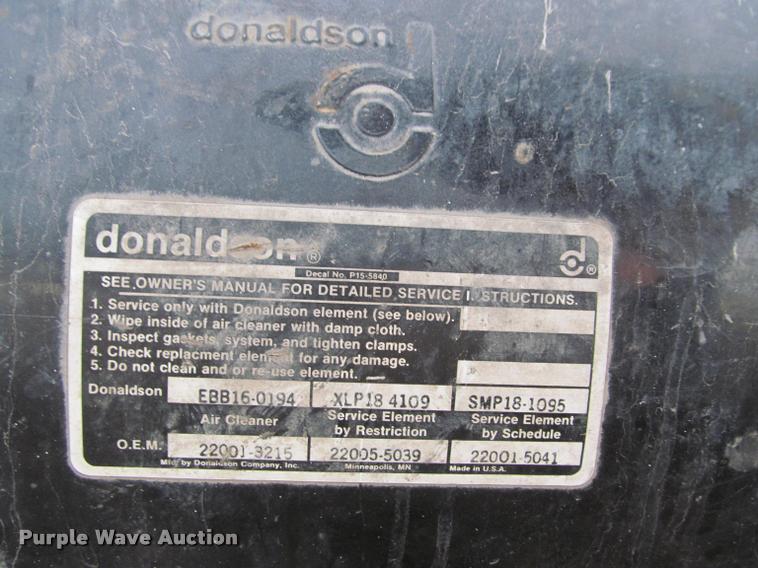 donaldson
donaldson®
®
Decal No. P15-5840
SEE OWNER'S MANUAL FOR DETAILED SERVICE I STRUCTIONS.
1. Service only with Donaldson element (see below).
2. Wipe inside of air cleaner with damp cloth.
3. Inspect gaskets, system, and tighten clamps.
4. Check replacment element for any damage.
5. Do not clean and or re-use element.
Donaldson EBB16-0194 XLP18 4109 SMP18-1095
Air Cleaner Service Element by Restriction Service Element by Schedule
O.E.M. 22001-3215 22005-5039 22001-5041
Mfg. by Donaldson Company, Inc. Minneapolis, MN Made in U.S.A.
Purple Wave Auction